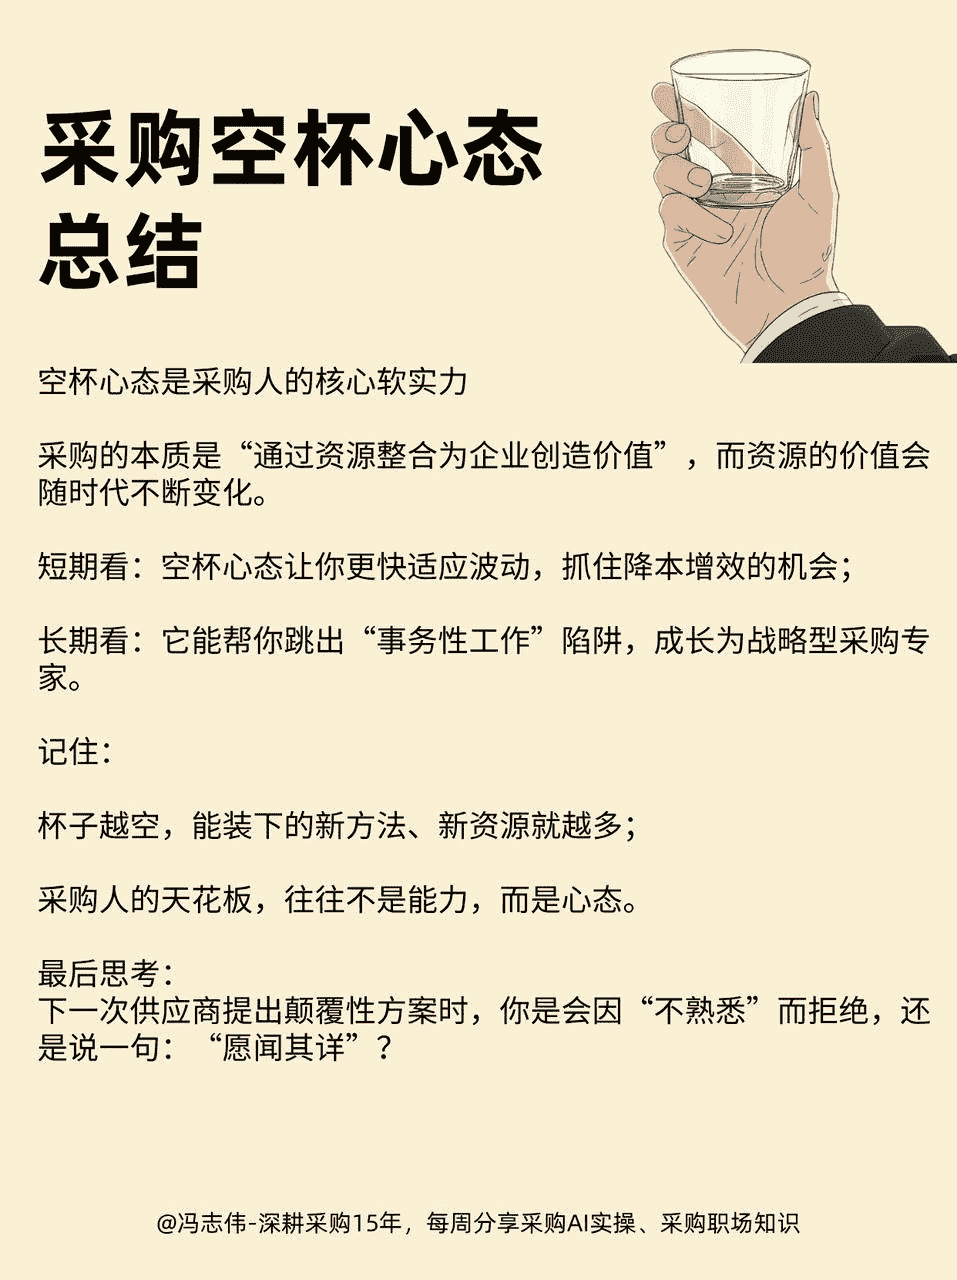 采购空杯心态
总结
空杯心态是采购人的核心软实力
采购的本质是“通过资源整合为企业创造价值”，而资源的价值会
随时代不断变化。
短期看：空杯心态让你更快适应波动，抓住降本增效的机会；
长期看：它能帮你跳出“事务性工作”陷阱，成长为战略型采购专
家。
记住：
杯子越空，能装下的新方法、新资源就越多；
采购人的天花板，往往不是能力，而是心态。
最后思考：
下一次供应商提出颠覆性方案时，你是会因“不熟悉”而拒绝，还
是说一句：“愿闻其详”？
@冯志伟-深耕采购15年，每周分享采购AI实操、采购职场知识